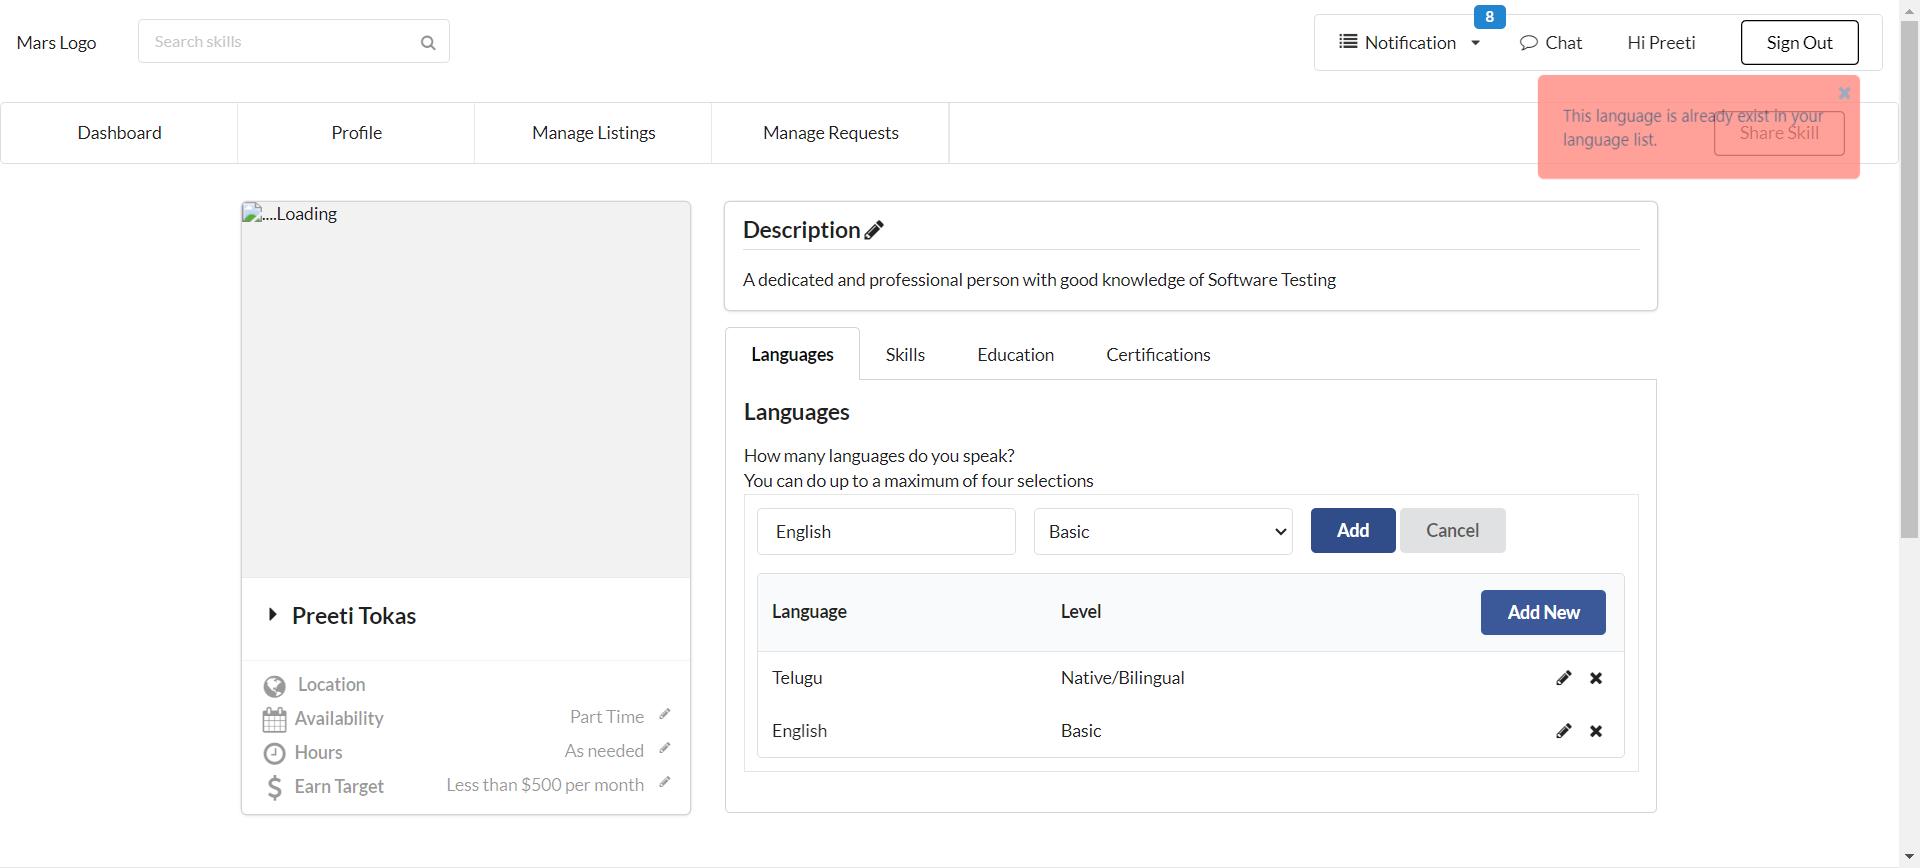 Mars Logo
Search skills
Notification
8
Chat
Hi Preeti
Sign Out
Dashboard
Profile
Manage Listings
Manage Requests
Share Skill
This language is already exist in your
language list.
....Loading
Preeti Tokas
Location
Availability
Part Time
Hours
As needed
Earn Target
Less than $500 per month
Description
A dedicated and professional person with good knowledge of Software Testing
Languages
Skills
Education
Certifications
Languages
How many languages do you speak?
You can do up to a maximum of four selections
English
Basic
Add
Cancel
Language
Level
Add New
Telugu
Native/Bilingual
English
Basic